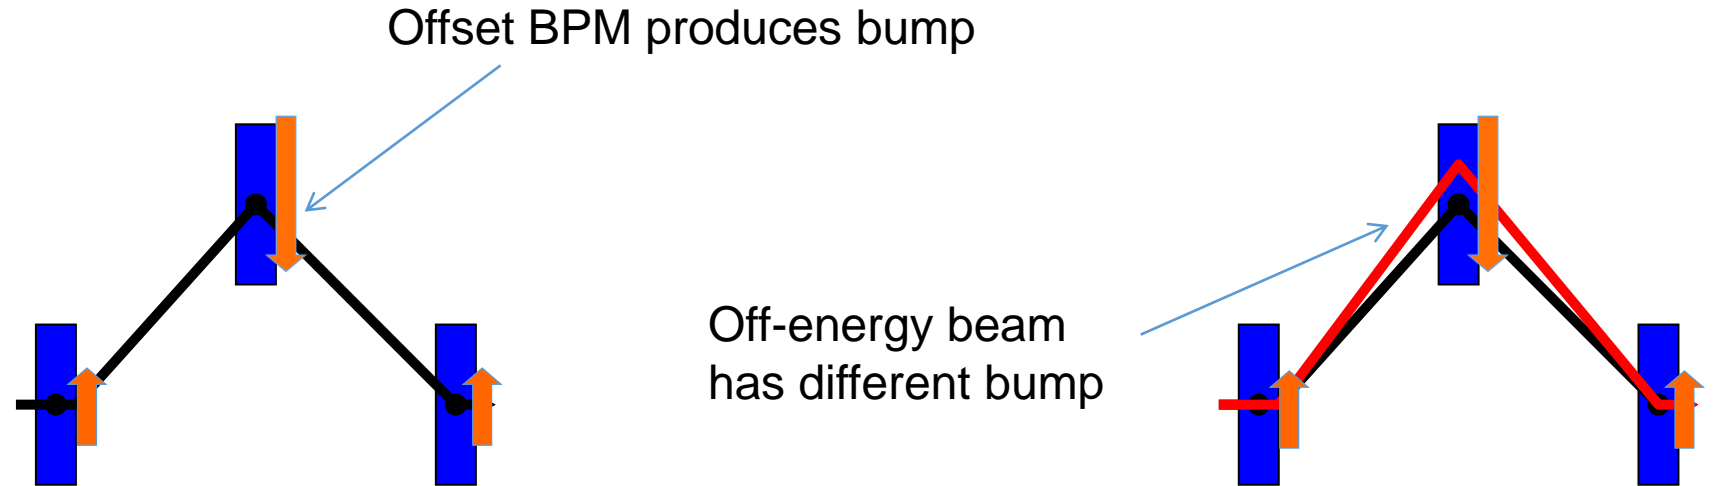 Offset BPM produces bump
Off-energy beam
has different bump